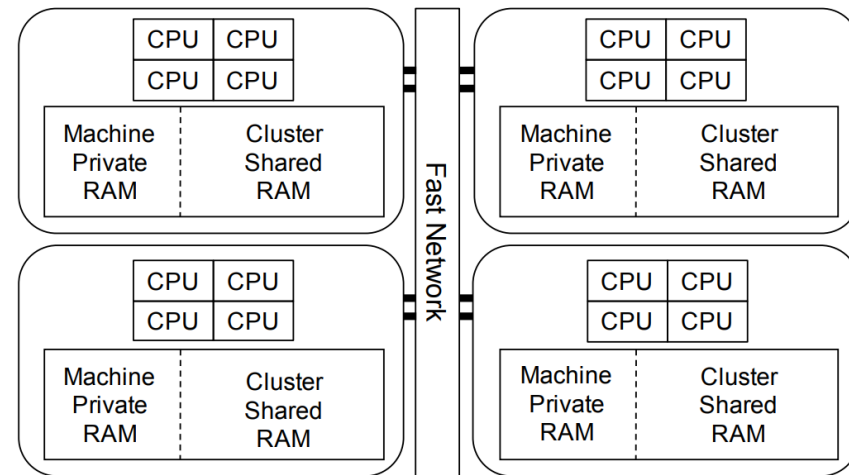 CPU CPU
CPU CPU
Machine
Private
RAM
Cluster
Shared
RAM
CPU CPU
CPU CPU
Machine
Private
RAM
Cluster
Shared
RAM
Fast Network
CPU CPU
CPU CPU
Machine
Private
RAM
Cluster
Shared
RAM
CPU CPU
CPU CPU
Machine
Private
RAM
Cluster
Shared
RAM